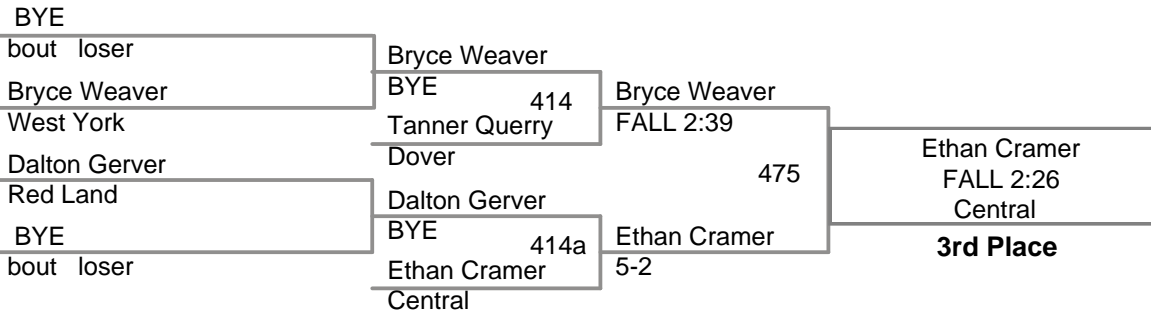 BYE
bout loser
Bryce Weaver
West York
Dalton Gerver
Red Land
BYE
bout loser
Bryce Weaver
BYE
414
Tanner Querry
Dover
Dalton Gerver
BYE
414a
Ethan Cramer
Central
Bryce Weaver
FALL 2:39
475
Ethan Cramer
5-2
Ethan Cramer
FALL 2:26
Central
3rd Place